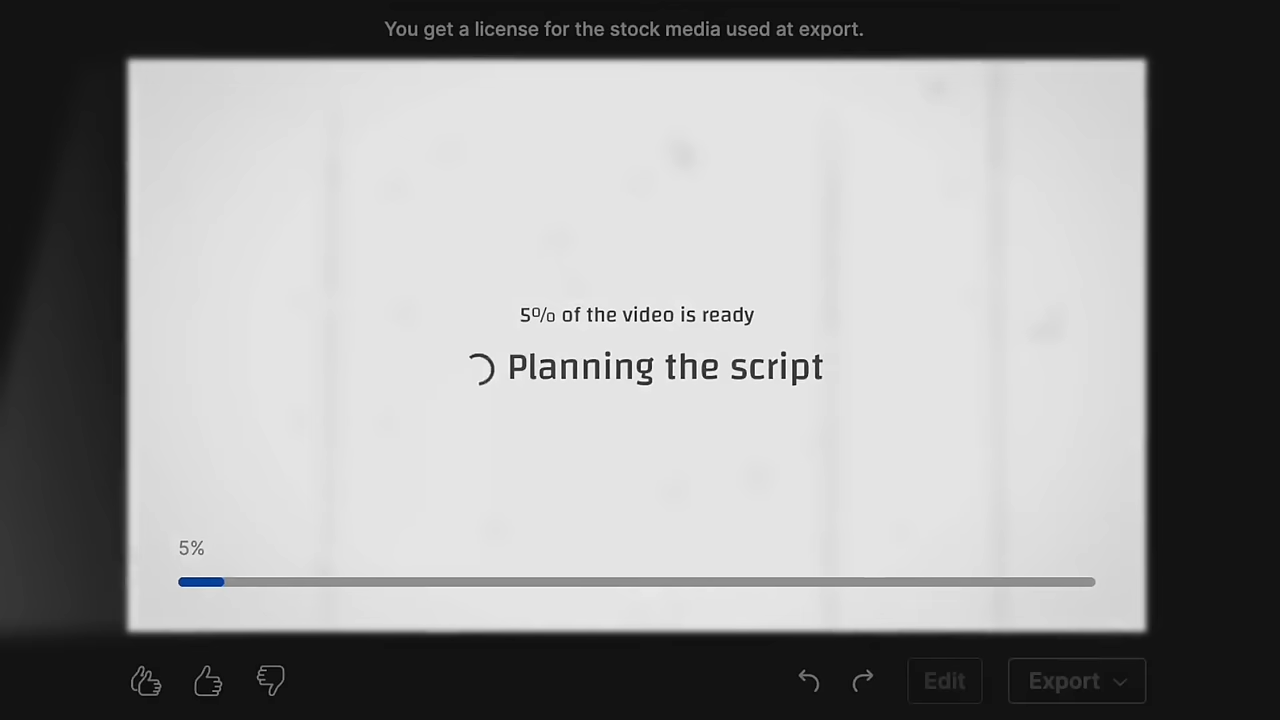 You get a license for the stock media used at export.
5% of the video is ready
Planning the script
5%
Edit
Export